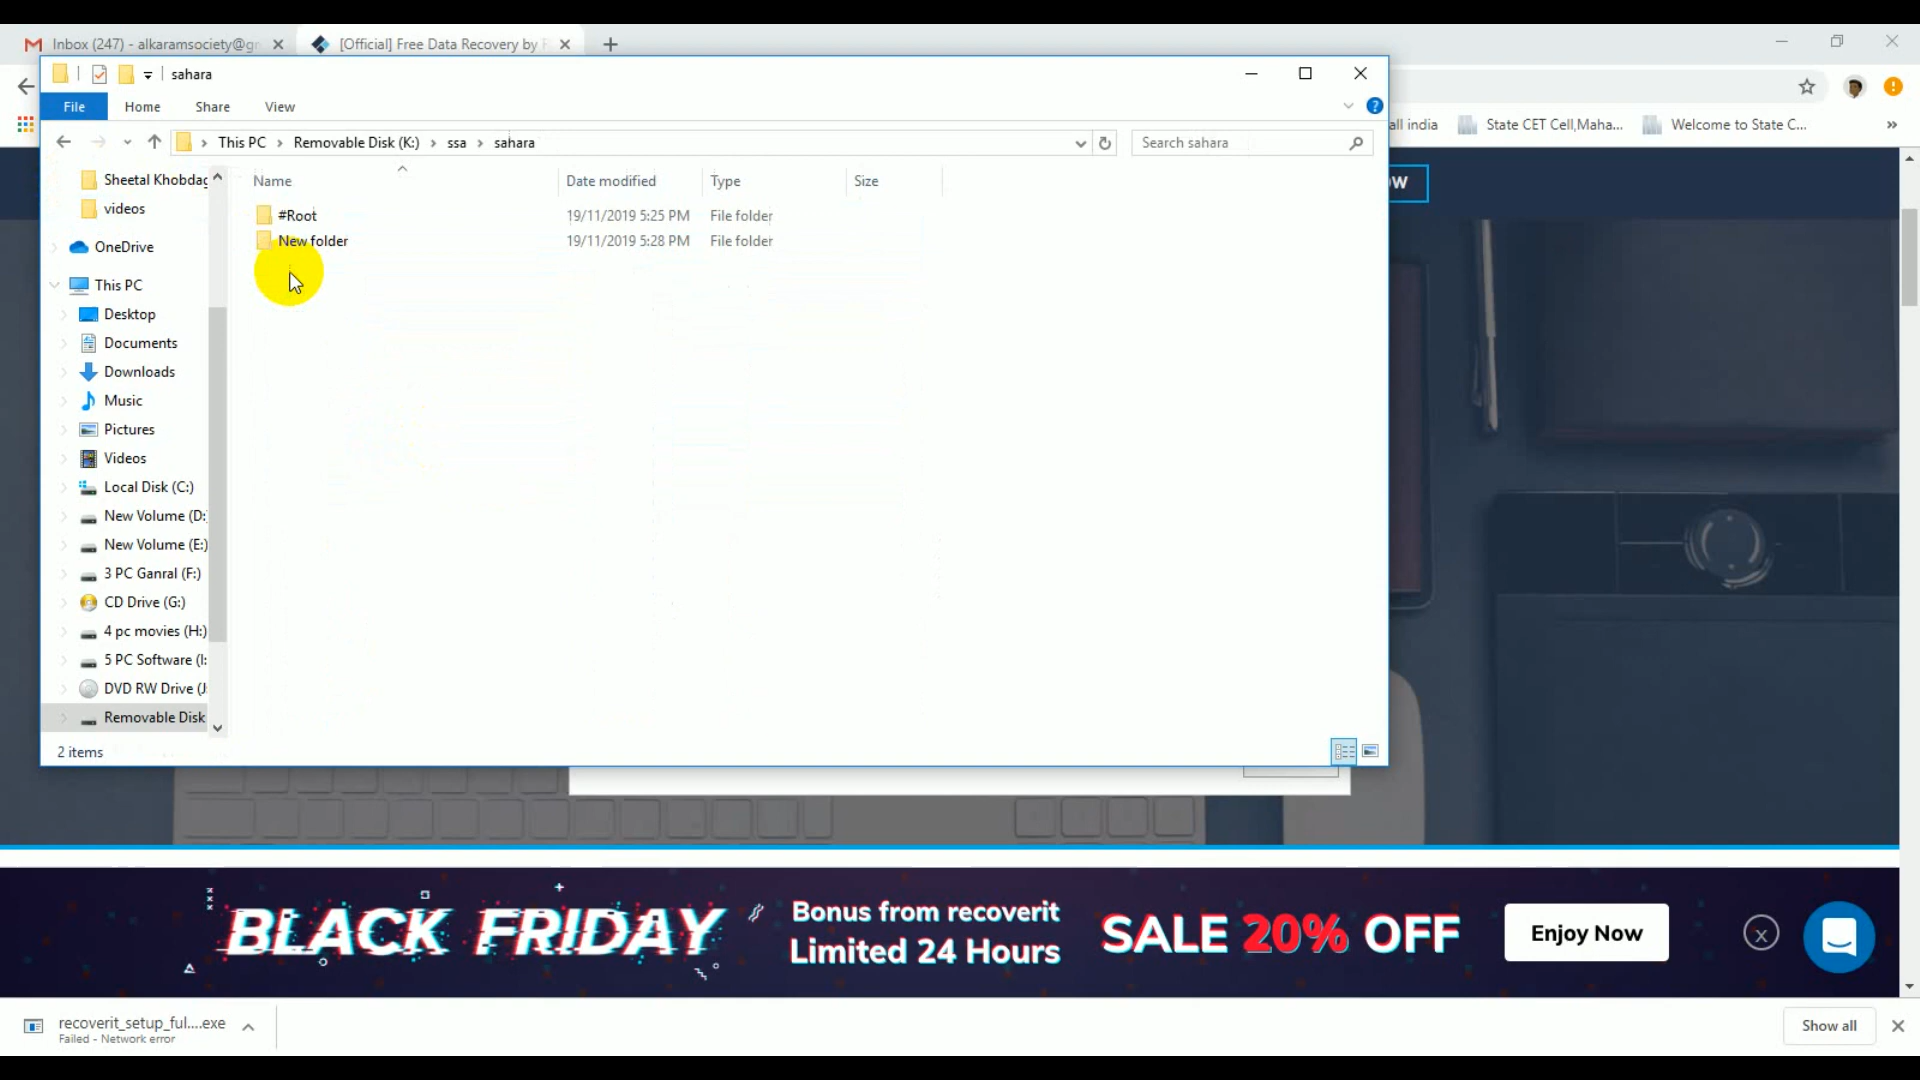 Inbox (247) - alkaramsociety@g
[Official] Free Data Recovery by
sahara
File
Home
Share
View
This PC
Removable Disk (K:)
ssa
sahara
Search sahara
all india
State CET Cell,Maha...
Welcome to State C...
Sheetal Khobdag
videos
OneDrive
This PC
Desktop
Documents
Downloads
Music
Pictures
Videos
Local Disk (C:)
New Volume (D:
New Volume (E:)
3 PC Ganral (F:)
CD Drive (G:)
4 pc movies (H:)
5 PC Software (I:
DVD RW Drive (J:
Removable Disk
Name
Date modified
Type
Size
#Root
19/11/2019 5:25 PM
File folder
New folder
19/11/2019 5:28 PM
File folder
2 items
BLACK FRIDAY
Bonus from recoverit
Limited 24 Hours
SALE 20% OFF
Enjoy Now
recoverit_setup_ful....exe
Failed - Network error
Show all